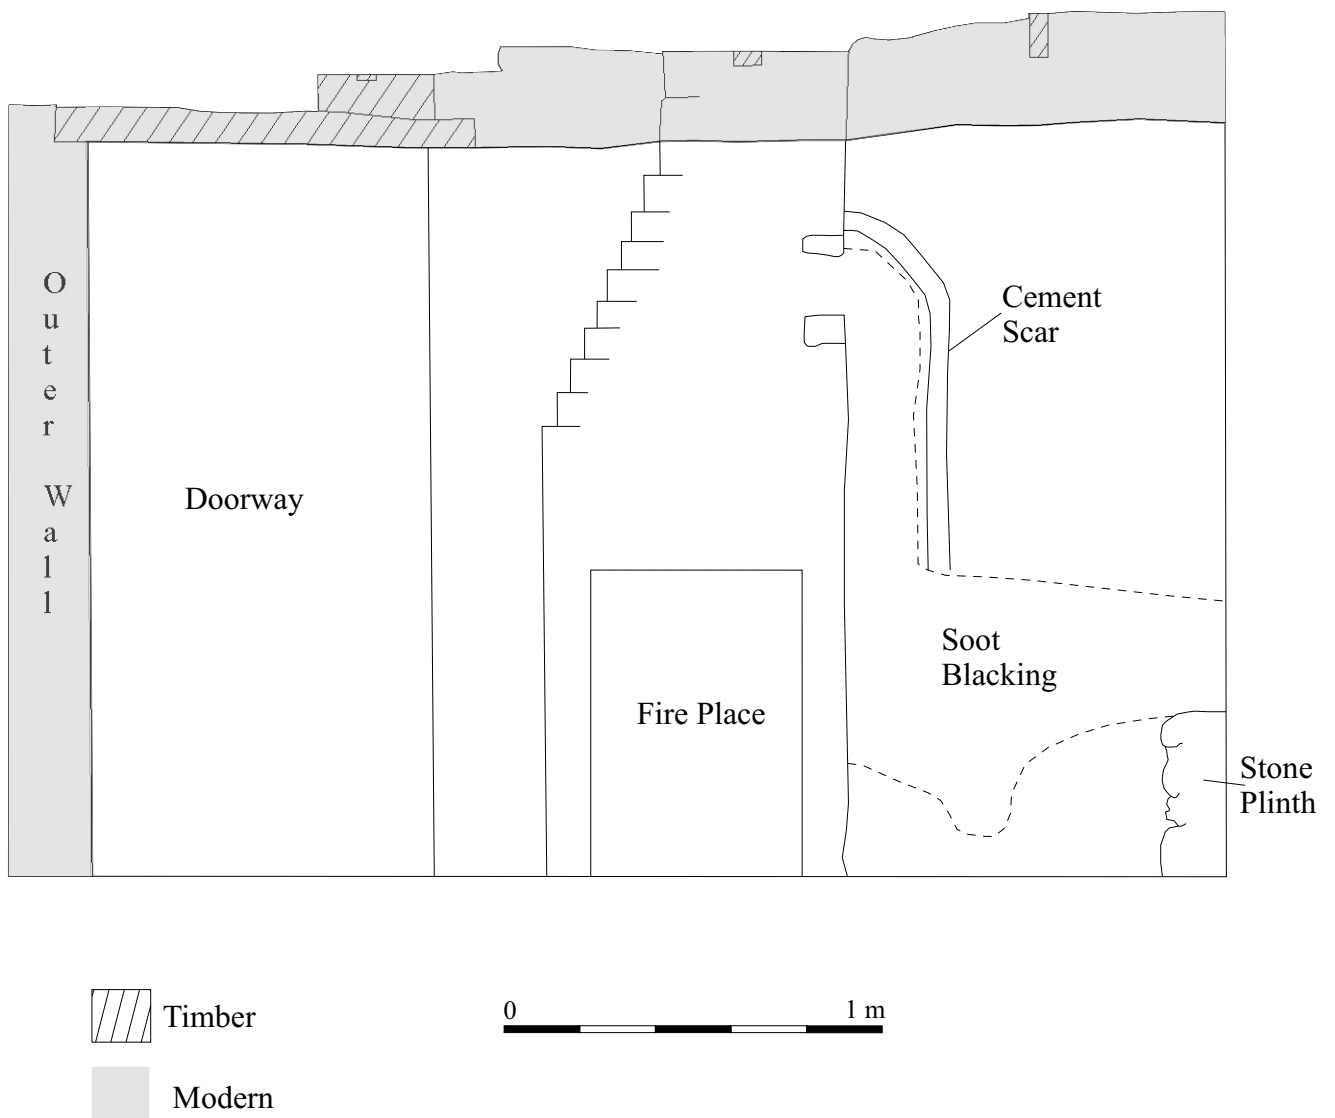 Outer Wall
Cement
Scar
Doorway
Soot
Blacking
Fire Place
Stone
Plinth
0
1 m
Timber
Modern